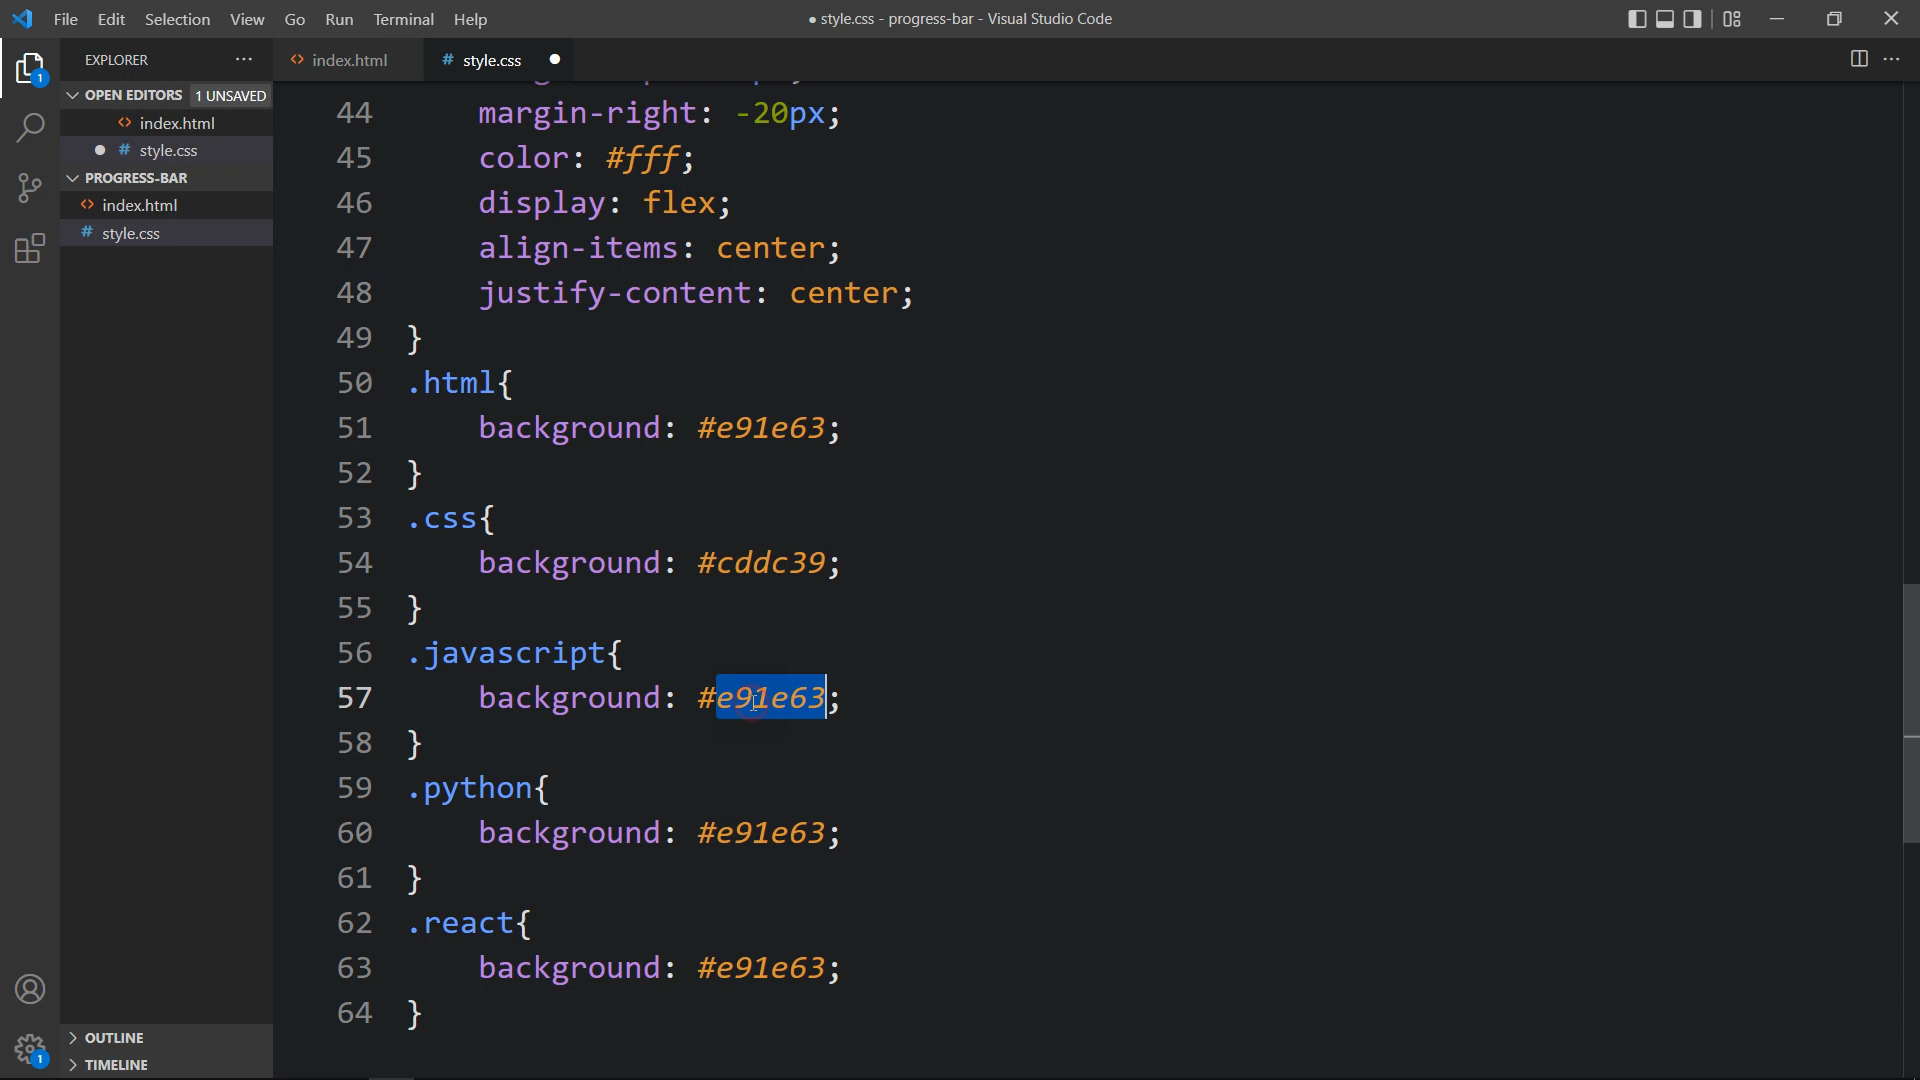 File Edit Selection View Go Run Terminal Help
● style.css - progress-bar - Visual Studio Code
EXPLORER ···
<> index.html
# style.css ●
OPEN EDITORS 1 UNSAVED
<> index.html
● # style.css
PROGRESS-BAR
<> index.html
# style.css
44 margin-right: -20px;
45 color: #fff;
46 display: flex;
47 align-items: center;
48 justify-content: center;
49 }
50 .html{
51 background: #e91e63;
52 }
53 .css{
54 background: #cddc39;
55 }
56 .javascript{
57 background: #e91e63;
58 }
59 .python{
60 background: #e91e63;
61 }
62 .react{
63 background: #e91e63;
64 }
1
1
OUTLINE
TIMELINE